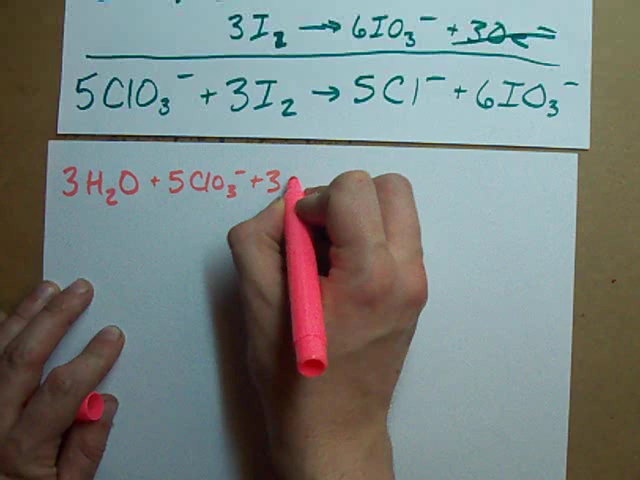 3I₂ → 6IO₃⁻ + 30e⁻
5ClO₃⁻ + 3I₂ → 5Cl⁻ + 6IO₃⁻
3H₂O + 5ClO₃⁻ + 3